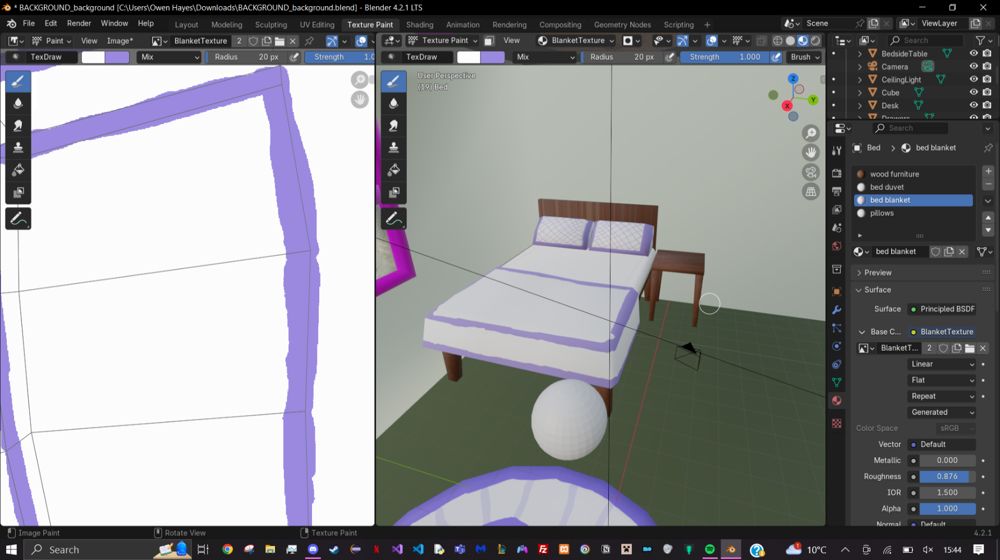 * BACKGROUND_background [C:\Users\Owen Hayes\Downloads\BACKGROUND_background.blend] - Blender 4.2.1 LTS
File Edit Render Window Help
Layout Modeling Sculpting UV Editing Texture Paint Shading Animation Rendering Compositing Geometry Nodes Scripting +
Scene
ViewLayer
Paint View Image* BlanketTexture 2
Texture Paint View BlanketTexture
Search
TexDraw Mix Radius 20 px Strength 1.0
TexDraw Mix Radius 20 px Strength 1.000 Brush
BedsideTable
Camera
CeilingLight
Cube
Desk
Drawers
User Perspective
(19) Bed
Z
Y
X
Search
Bed > bed blanket
wood furniture
bed duvet
bed blanket
pillows
bed blanket
Preview
Surface
Surface Principled BSDF
Base C... BlanketTexture
BlanketT... 2
Linear
Flat
Repeat
Generated
Color Space sRGB
Vector Default
Metallic 0.000
Roughness 0.876
IOR 1.500
Alpha 1.000
Normal Default
Image Paint Rotate View Texture Paint 4.2.1
Search
1 10°C 15:44